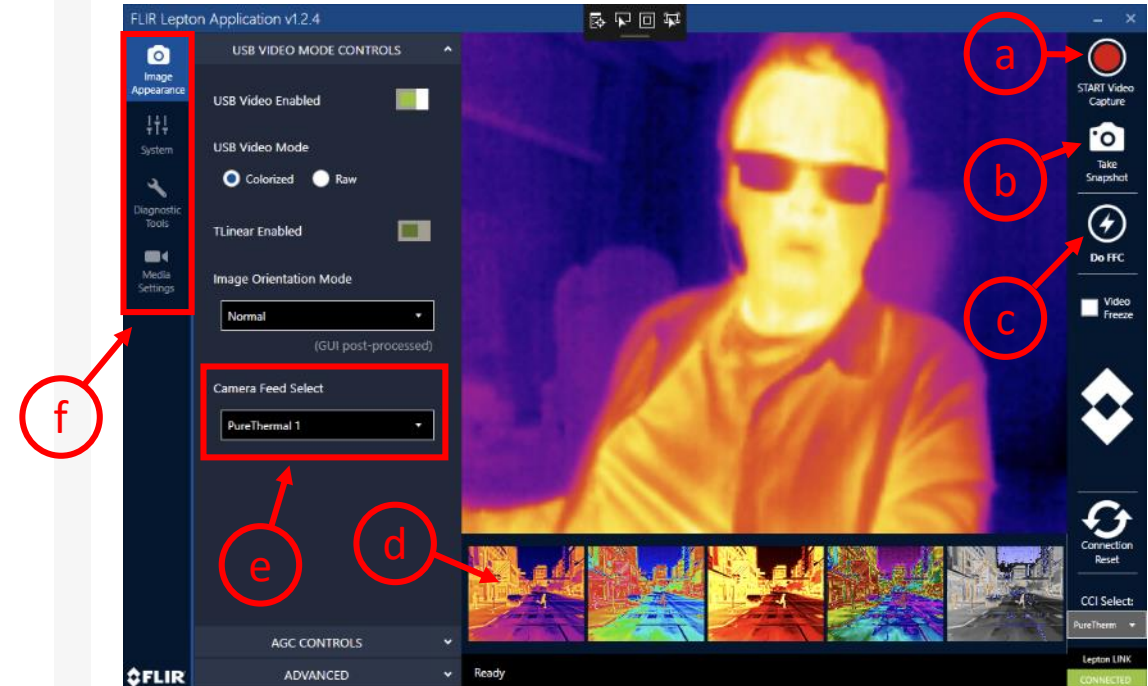 FLIR Lepton Application v1.2.4
Image
Appearance
System
Diagnostic
Tools
Media
Settings
f
USB VIDEO MODE CONTROLS
USB Video Enabled
USB Video Mode
Colorized
Raw
TLinear Enabled
Image Orientation Mode
Normal
(GUI post-processed)
Camera Feed Select
PureThermal 1
e
d
AGC CONTROLS
ADVANCED
FLIR
Ready
a
START Video
Capture
b
Take
Snapshot
c
Do FFC
Video
Freeze
Connection
Reset
CCI Select:
PureTherm
Lepton LINK
CONNECTED